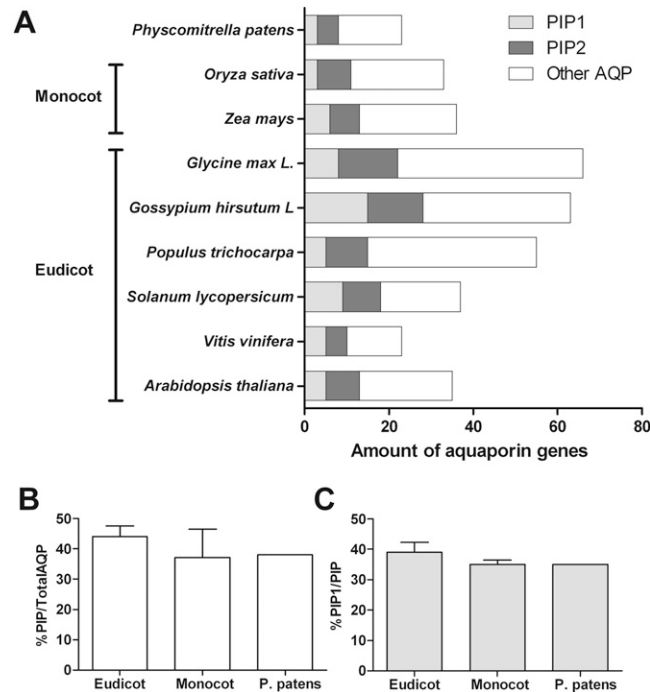 A
PIP1
PIP2
Other AQP
Physcomitrella patens
Monocot
Oryza sativa
Zea mays
Eudicot
Glycine max L.
Gossypium hirsutum L
Populus trichocarpa
Solanum lycopersicum
Vitis vinifera
Arabidopsis thaliana
0 20 40 60 80
Amount of aquaporin genes
B
%PIP/TotalAQP
50
40
30
20
10
0
Eudicot Monocot P. patens
C
%PIP1/PIP
50
40
30
20
10
0
Eudicot Monocot P. patens